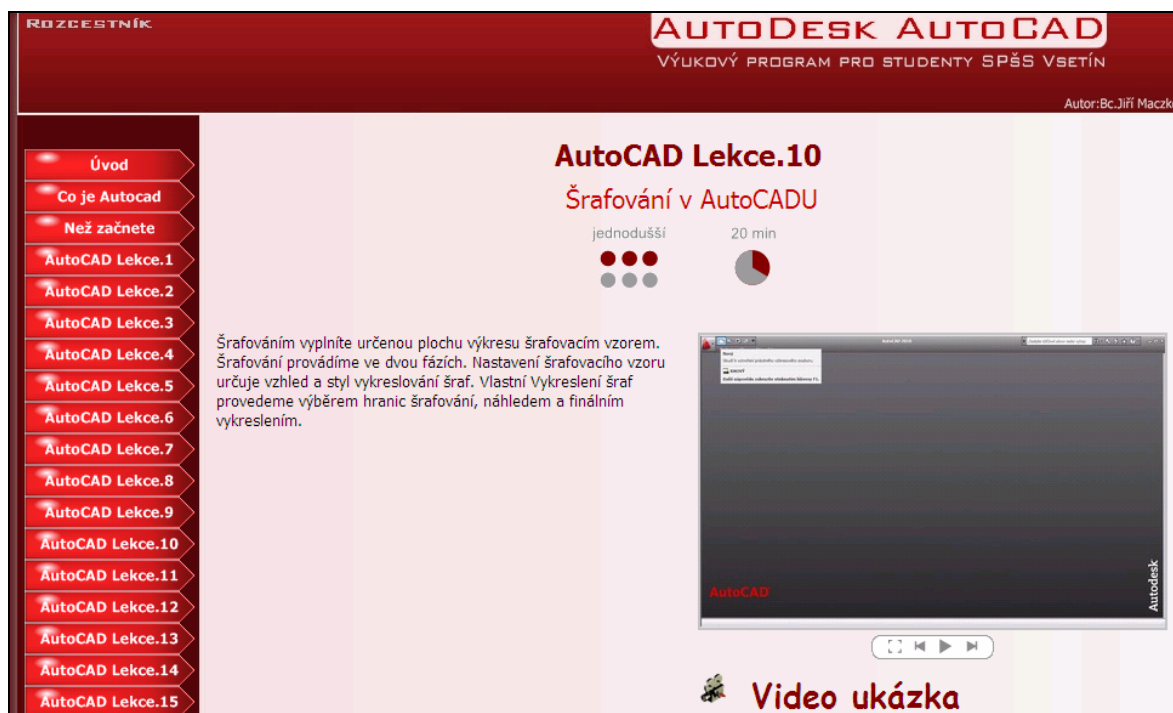 Rozcestník
AutoDesk AutoCAD
Výukový program pro studenty SPšS Vsetín
Autor:Bc.Jiří Maczk
Úvod
Co je Autocad
Než začnete
AutoCAD Lekce.1
AutoCAD Lekce.2
AutoCAD Lekce.3
AutoCAD Lekce.4
AutoCAD Lekce.5
AutoCAD Lekce.6
AutoCAD Lekce.7
AutoCAD Lekce.8
AutoCAD Lekce.9
AutoCAD Lekce.10
AutoCAD Lekce.11
AutoCAD Lekce.12
AutoCAD Lekce.13
AutoCAD Lekce.14
AutoCAD Lekce.15
AutoCAD Lekce.10
Šrafování v AutoCADU
jednodušší
20 min
Šrafováním vyplníte určenou plochu výkresu šrafovacím vzorem.
Šrafování provádíme ve dvou fázích. Nastavení šrafovacího vzoru
určuje vzhled a styl vykreslování šraf. Vlastní Vykreslení šraf
provedeme výběrem hranic šrafování, náhledem a finálním
vykreslením.
AutoCAD
Autodesk
Video ukázka